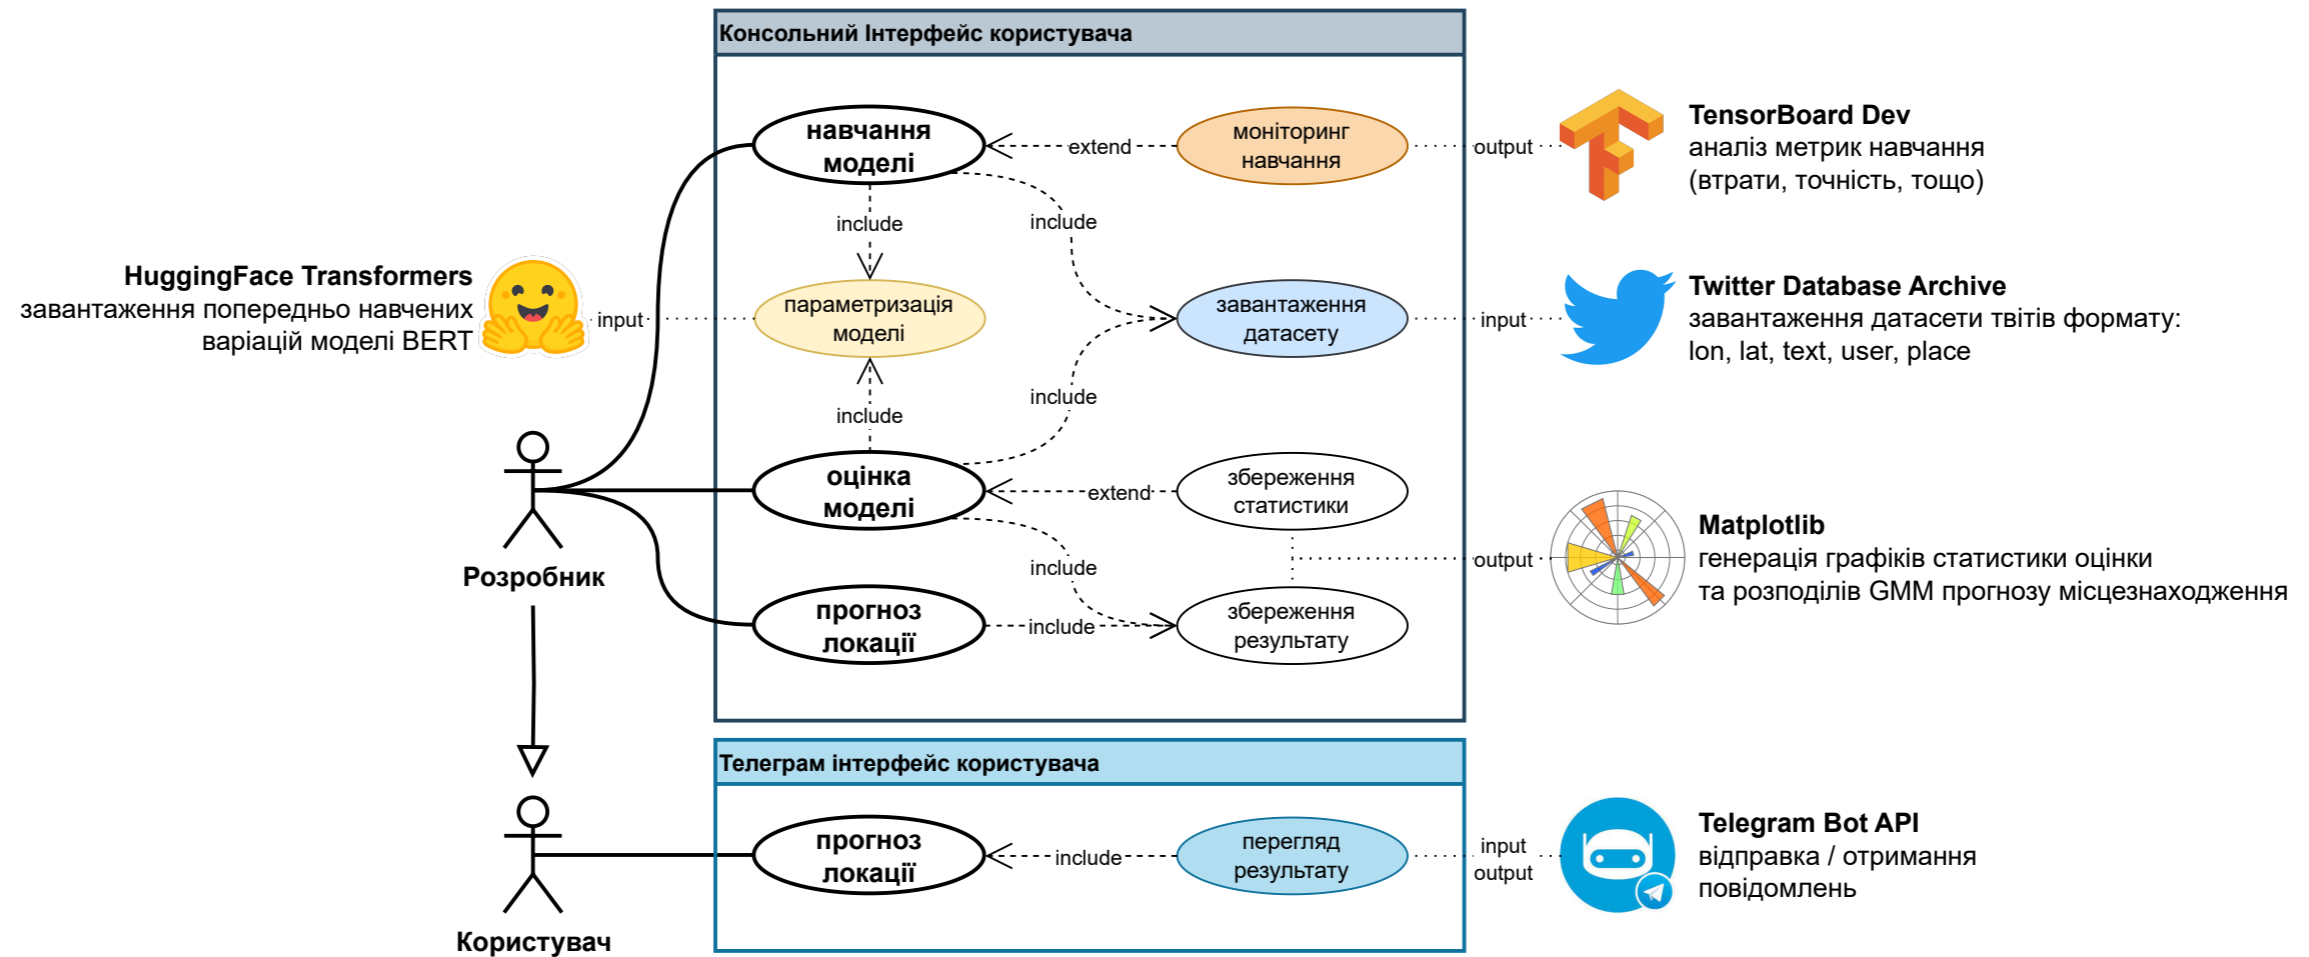 Консольний Інтерфейс користувача
навчання
моделі
extend
моніторинг
навчання
output
TensorBoard Dev
аналіз метрик навчання
(втрати, точність, тощо)
include
include
HuggingFace Transformers
завантаження попередньо навчених
варіацій моделі BERT
input
параметризація
моделі
завантаження
датасету
input
Twitter Database Archive
завантаження датасети твітів формату:
lon, lat, text, user, place
include
include
Розробник
оцінка
моделі
extend
збереження
статистики
include
output
Matplotlib
генерація графіків статистики оцінки
та розподілів GMM прогнозу місцезнаходження
прогноз
локації
include
збереження
результату
Телеграм інтерфейс користувача
Користувач
прогноз
локації
include
перегляд
результату
input
output
Telegram Bot API
відправка / отримання
повідомлень